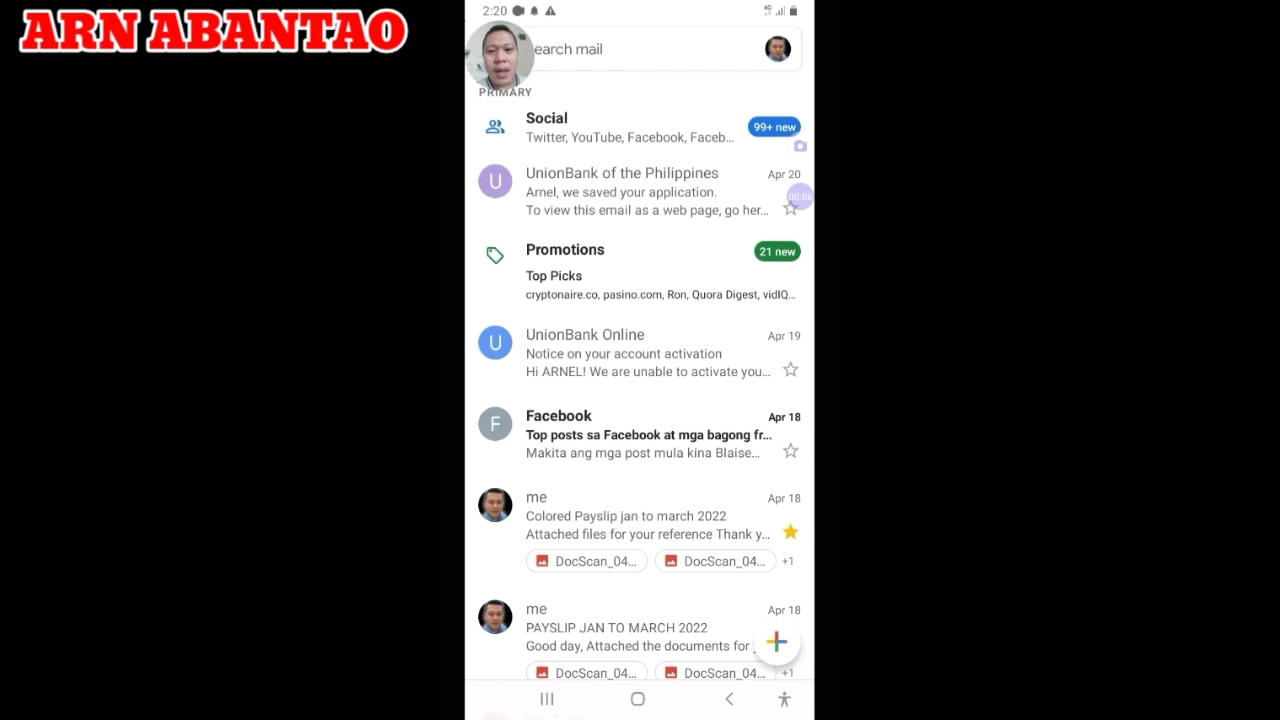 ARN ABANTAO
2:20
earch mail
PRIMARY
Social
99+ new
Twitter, YouTube, Facebook, Faceb...
U
UnionBank of the Philippines
Apr 20
Arnel, we saved your application.
00:06
To view this email as a web page, go her...
Promotions
21 new
Top Picks
cryptonaire.co, pasino.com, Ron, Quora Digest, vidIQ...
U
UnionBank Online
Apr 19
Notice on your account activation
Hi ARNEL! We are unable to activate you...
F
Facebook
Apr 18
Top posts sa Facebook at mga bagong fr...
Makita ang mga post mula kina Blaise...
me
Apr 18
Colored Payslip jan to march 2022
Attached files for your reference Thank y...
DocScan_04...
DocScan_04...
+1
me
Apr 18
PAYSLIP JAN TO MARCH 2022
Good day, Attached the documents for
DocScan_04...
DocScan_04...
+1